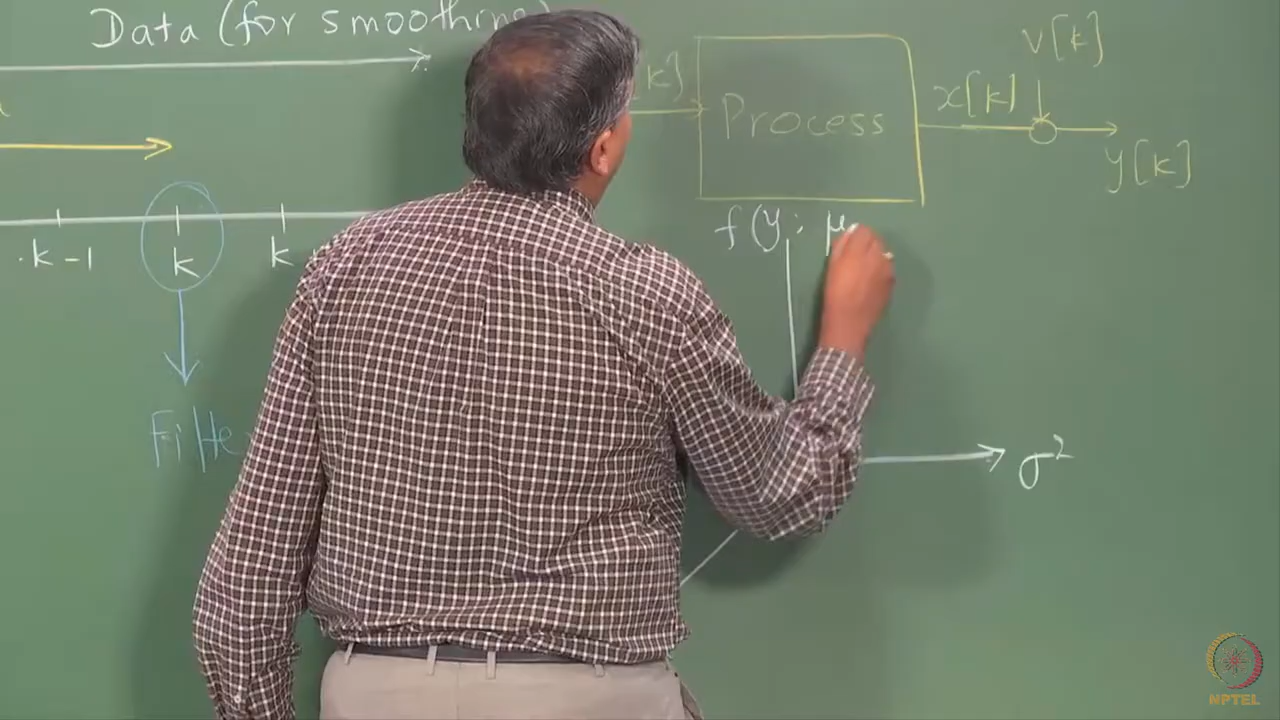 Data (for smoothing
k-1
k
k
Filte
k]
Process
x[k]
v[k]
y[k]
f(y; μ
σ²
NPTEL